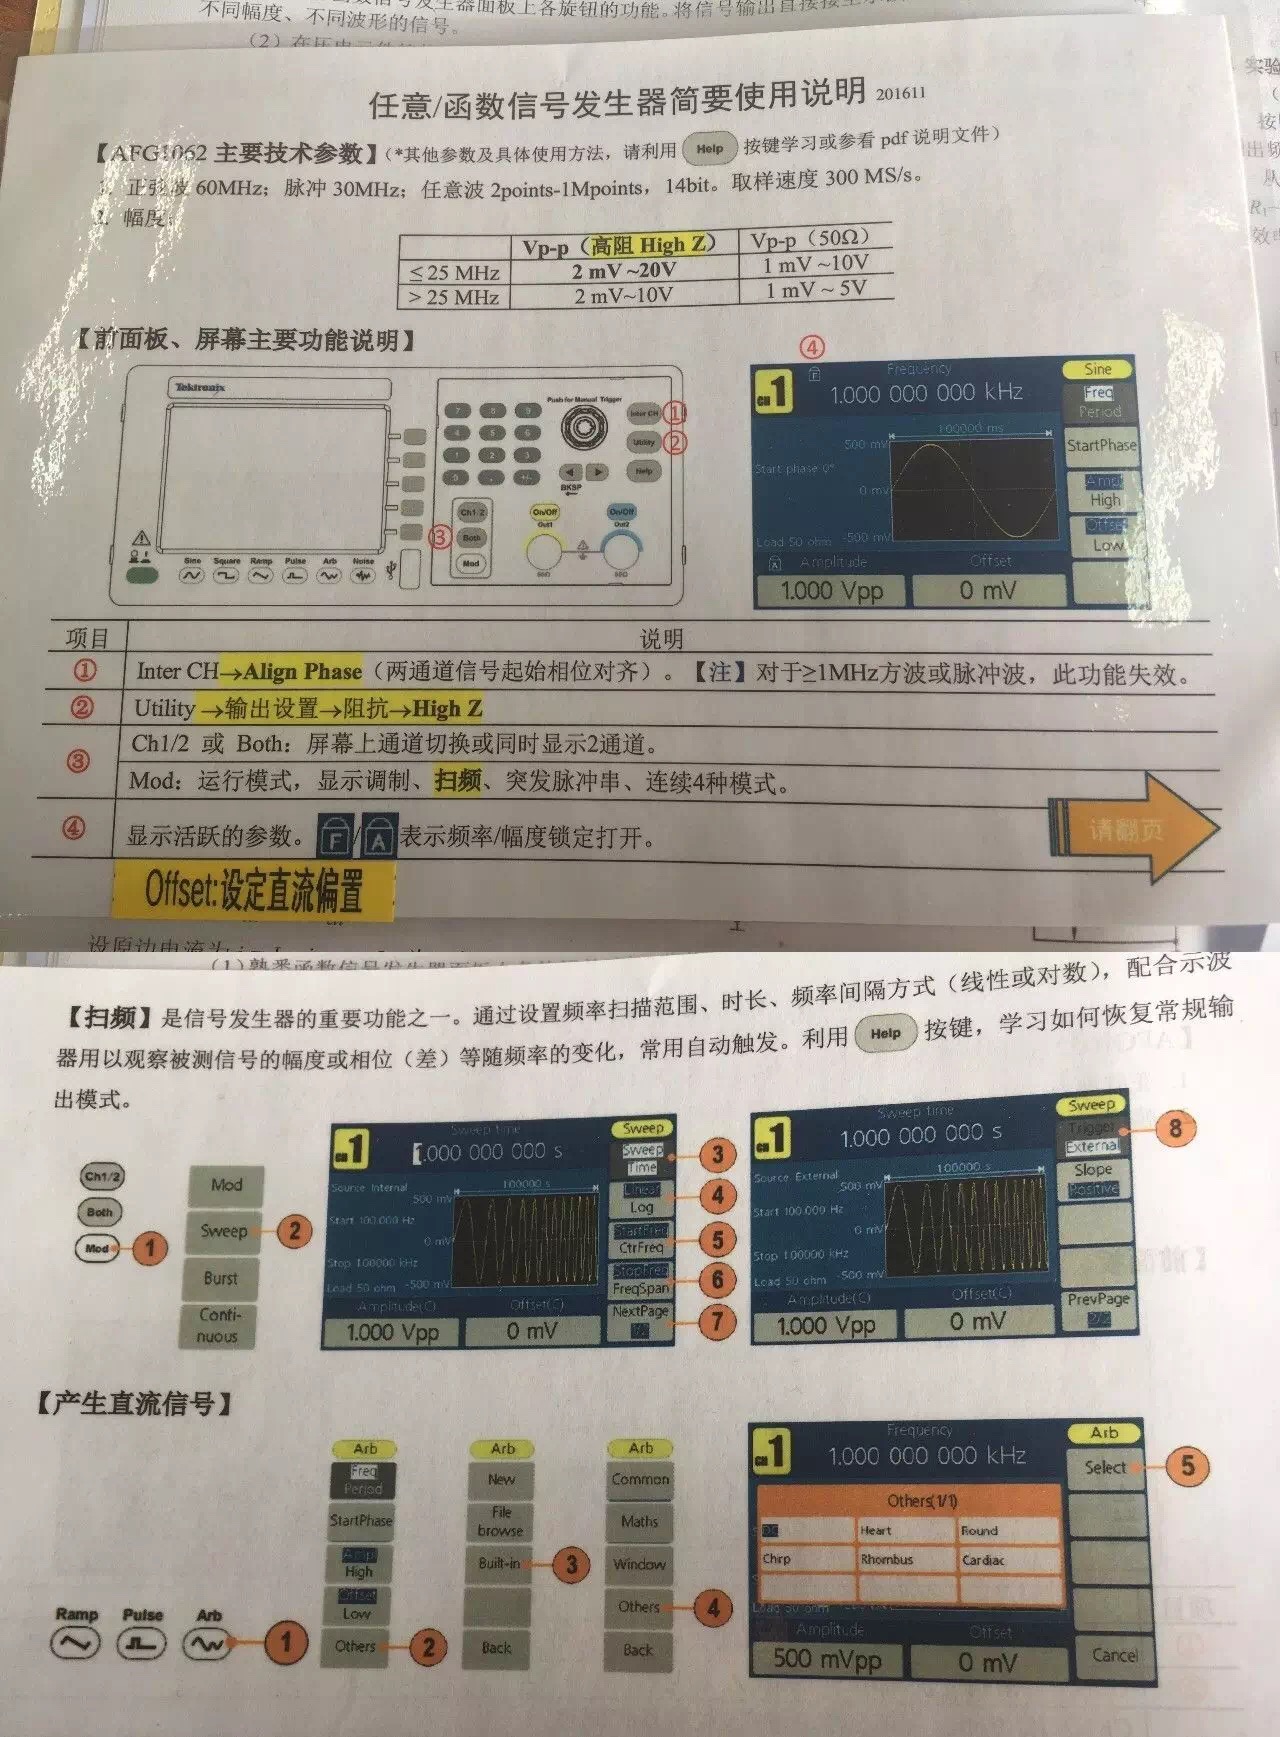 不同幅度、不同波形的信号。
任意/函数信号发生器简要使用说明 201611
【AFG1062 主要技术参数】(*其他参数及具体使用方法，请利用 Help 按键学习或参看 pdf 说明文件）
1. 正弦波 60MHz；脉冲 30MHz；任意波 2points-1Mpoints，14bit。取样速度 300 MS/s。
2. 幅度：
Vp-p（高阻 High Z） Vp-p（50Ω）
≤25 MHz 2 mV ~20V 1 mV ~10V
> 25 MHz 2 mV~10V 1 mV ~ 5V
【前面板、屏幕主要功能说明】
Tektronix
Push for Manual Trigger
7 8 9 Inter CH ①
4 5 6 Utility ②
1 2 3 Help
0 . +/-
BKSP
Ch1/2 On/Off On/Off
Out1 Out2
③ Both
Mod
50Ω 50Ω
Sine Square Ramp Pulse Arb Noise
④
CH 1 F Frequency Sine
1.000 000 000 kHz Freq
Period
1.00000 ms
500 mV StartPhase
Start phase 0°
0 mV Ampl
High
Offset
Load 50 ohm -500 mV Low
A Amplitude Offset
1.000 Vpp 0 mV
项目 说明
① Inter CH→Align Phase（两通道信号起始相位对齐）。【注】对于≥1MHz方波或脉冲波，此功能失效。
② Utility→输出设置→阻抗→High Z
③ Ch1/2 或 Both：屏幕上通道切换或同时显示2通道。
Mod：运行模式，显示调制、扫频、突发脉冲串、连续4种模式。
④ 显示活跃的参数。F/A表示频率/幅度锁定打开。
请翻页
Offset:设定直流偏置
【扫频】是信号发生器的重要功能之一。通过设置频率扫描范围、时长、频率间隔方式（线性或对数），配合示波
器用以观察被测信号的幅度或相位（差）等随频率的变化，常用自动触发。利用 Help 按键，学习如何恢复常规输
出模式。
Ch1/2
Both
Mod 1
Mod
Sweep 2
Burst
Conti-
nuous
CH 1 Sweep time Sweep
1.000 000 000 s Sweep
Time 3
Source Internal 1.00000 s
500 mV Linear
Log 4
Start 100.000 Hz
0 mV StartFreq
CtrFreq 5
Stop 1.00000 kHz StopFreq
FreqSpan 6
Load 50 ohm -500 mV
Amplitude(C) Offset(C) NextPage
1.000 Vpp 0 mV 1/2 7
CH 1 Sweep time Sweep
1.000 000 000 s Trigger
External 8
Source External 1.00000 s
500 mV Slope
Positive
Start 100.000 Hz
0 mV
Stop 1.00000 kHz
Load 50 ohm -500 mV
Amplitude(C) Offset(C) PrevPage
1.000 Vpp 0 mV 2/2
【产生直流信号】
Ramp Pulse Arb
1
Arb
Freq
Period
StartPhase
Ampl
High
Offset
Low
Others 2
Arb
New
File
browse
Built-in 3
Back
Arb
Common
Maths
Window
Others 4
Back
CH 1 Frequency Arb
1.000 000 000 kHz Select 5
Others(1/1)
DC Heart Round
Chirp Rhombus Cardiac
Load 50 ohm
Amplitude Offset
500 mVpp 0 mV Cancel